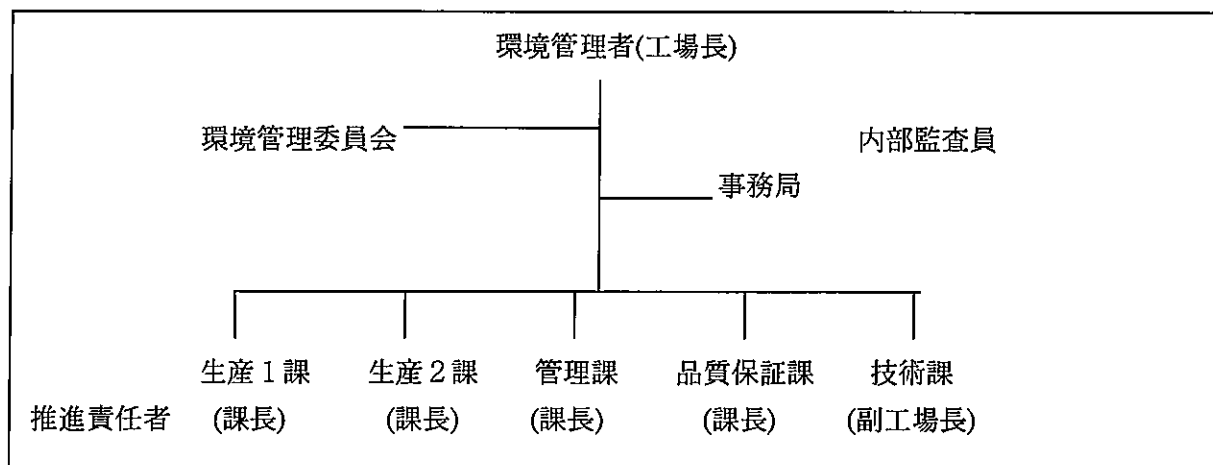 環境管理者(工場長)
環境管理委員会 内部監査員
事務局
生産1課 生産2課 管理課 品質保証課 技術課
推進責任者 (課長) (課長) (課長) (課長) (副工場長)